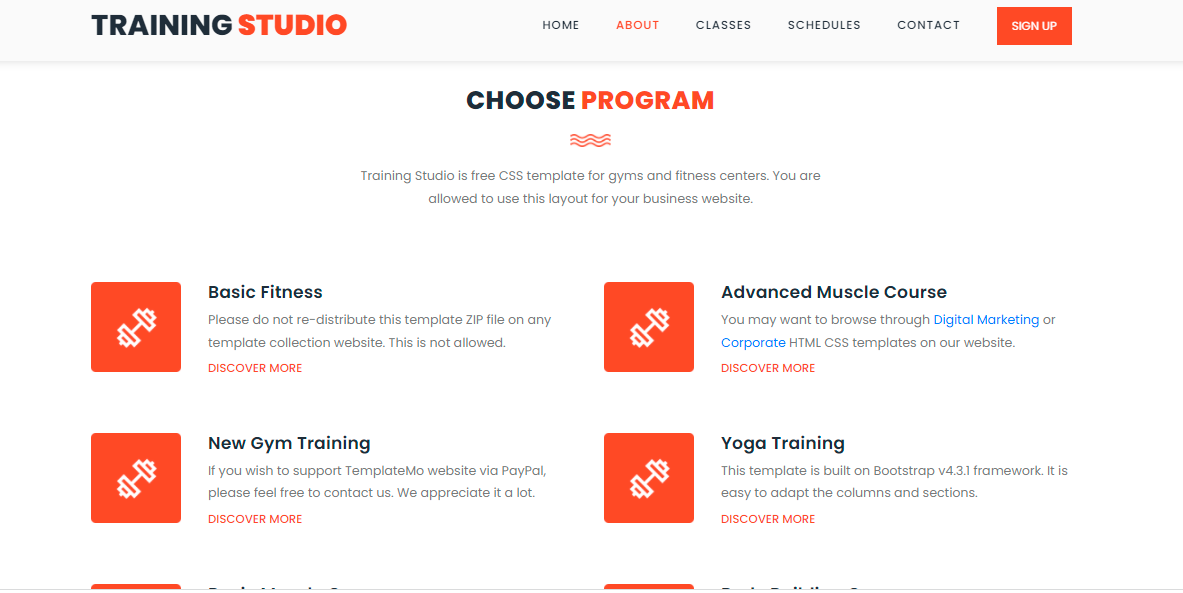 TRAINING STUDIO
HOME
ABOUT
CLASSES
SCHEDULES
CONTACT
SIGN UP
CHOOSE PROGRAM
Training Studio is free CSS template for gyms and fitness centers. You are
allowed to use this layout for your business website.
Basic Fitness
Please do not re-distribute this template ZIP file on any
template collection website. This is not allowed.
DISCOVER MORE
Advanced Muscle Course
You may want to browse through Digital Marketing or
Corporate HTML CSS templates on our website.
DISCOVER MORE
New Gym Training
If you wish to support TemplateMo website via PayPal,
please feel free to contact us. We appreciate it a lot.
DISCOVER MORE
Yoga Training
This template is built on Bootstrap v4.3.1 framework. It is
easy to adapt the columns and sections.
DISCOVER MORE